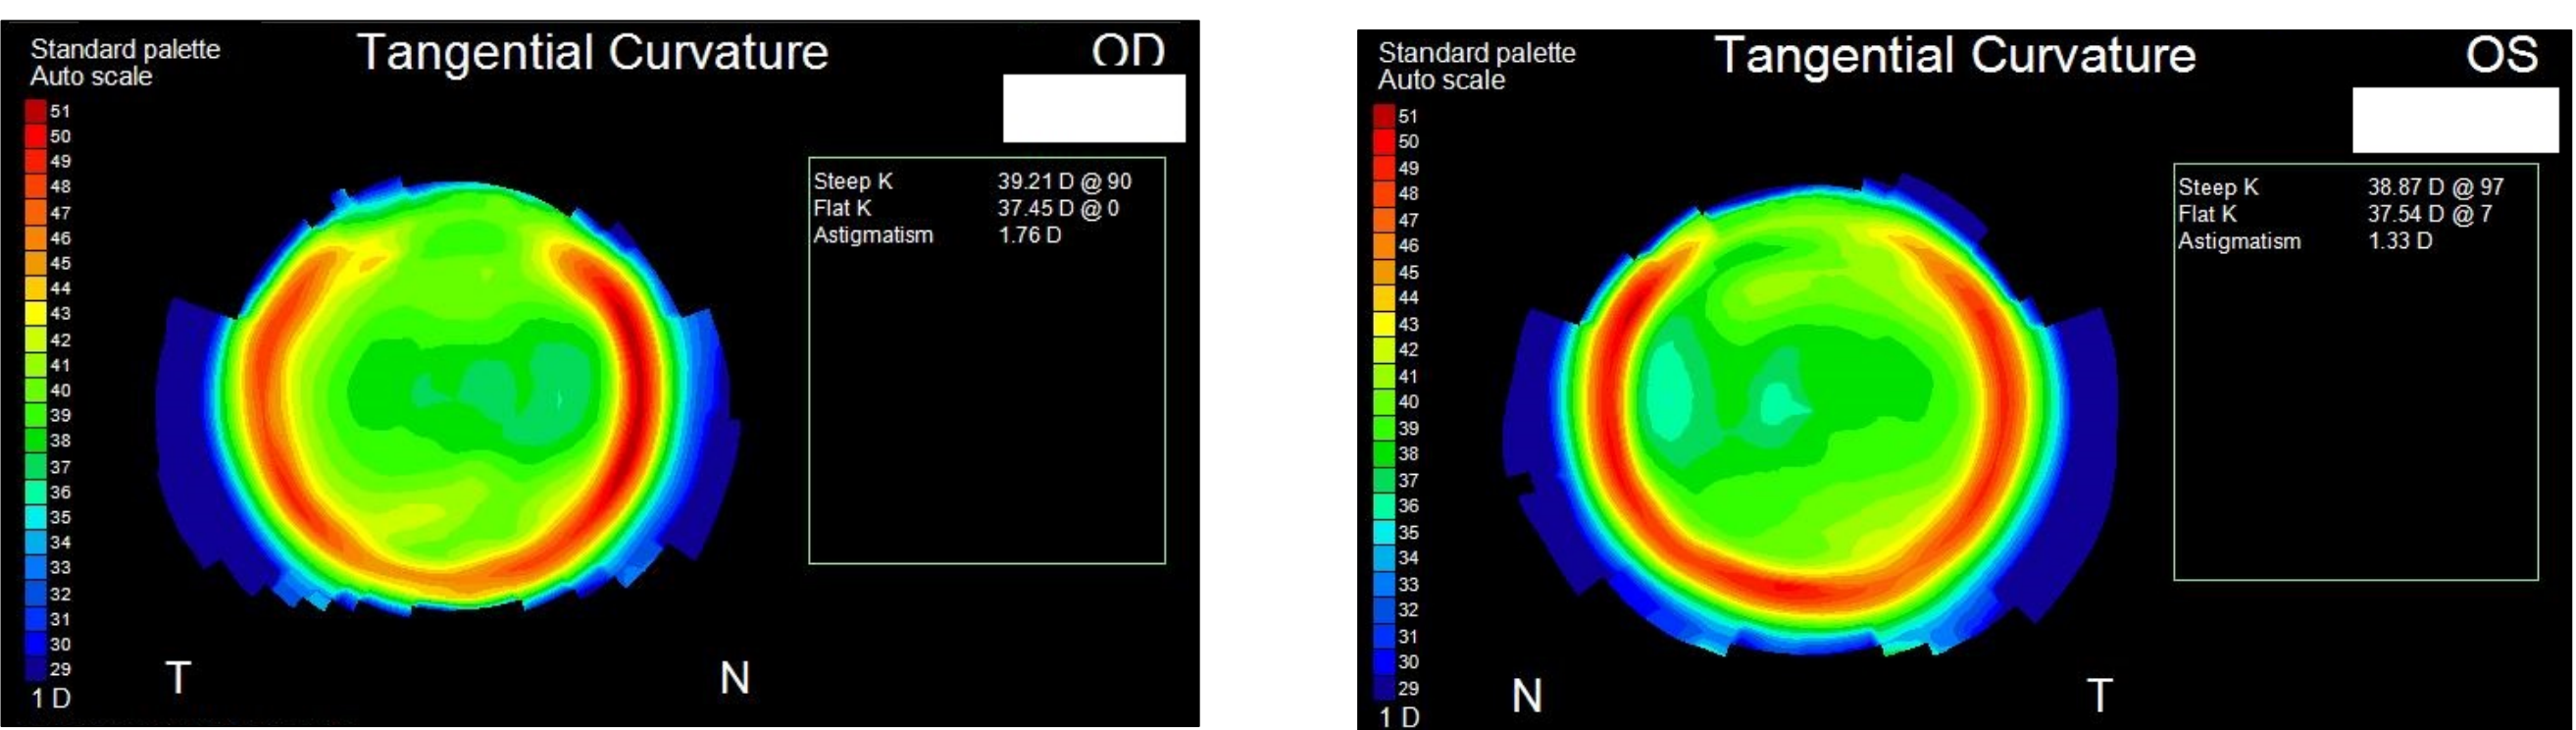 Standard palette
Auto scale
Tangential Curvature
OD
51
50
49
48
47
46
45
44
43
42
41
40
39
38
37
36
35
34
33
32
31
30
29
1 D
Steep K 39.21 D @ 90
Flat K 37.45 D @ 0
Astigmatism 1.76 D
T
N
Standard palette
Auto scale
Tangential Curvature
OS
51
50
49
48
47
46
45
44
43
42
41
40
39
38
37
36
35
34
33
32
31
30
29
1 D
Steep K 38.87 D @ 97
Flat K 37.54 D @ 7
Astigmatism 1.33 D
N
T